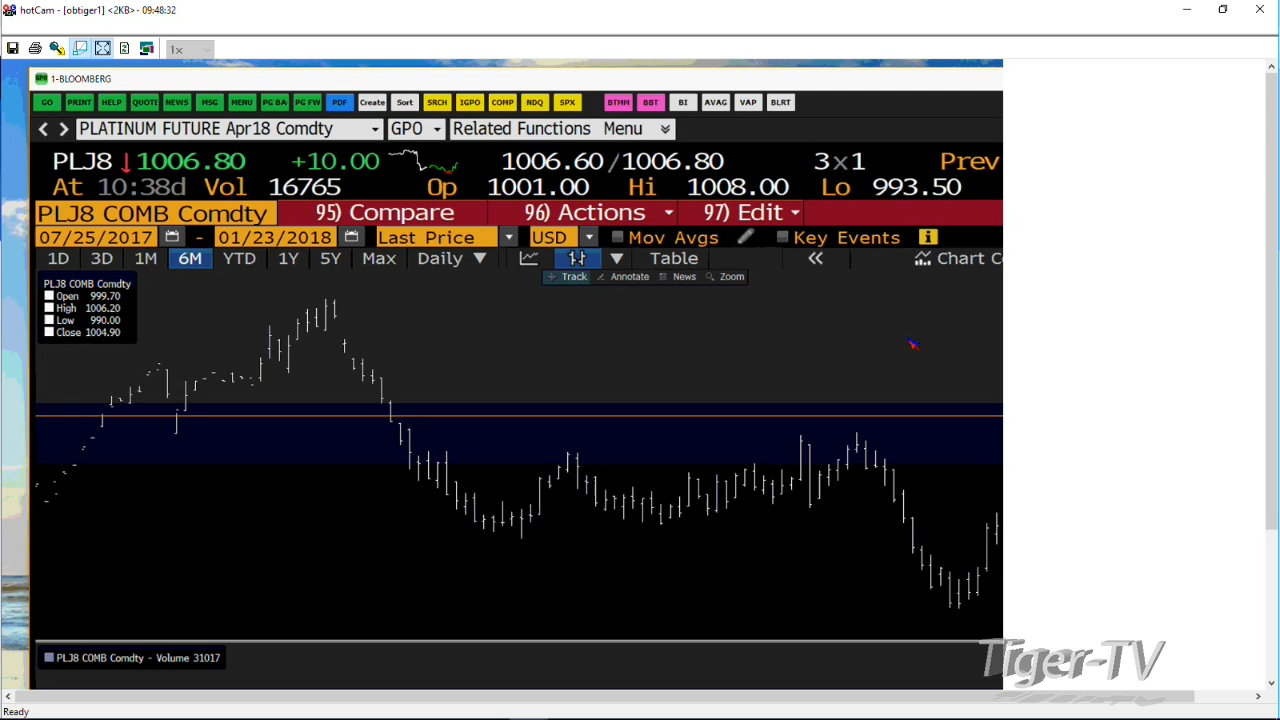 hotCam - [obtiger1] <2KB> - 09:48:32
1x
1-BLOOMBERG
GO PRINT HELP QUOTE NEWS MSG MENU PG BA PG FW PDF Create Sort SRCH IGPO COMP NDQ SPX BTMM BBT BI AVAG VAP BLRT
PLATINUM FUTURE Apr18 Comdty GPO Related Functions Menu
PLJ8 ↓1006.80 +10.00 1006.60/1006.80 3x1 Prev
At 10:38d Vol 16765 Op 1001.00 Hi 1008.00 Lo 993.50
PLJ8 COMB Comdty 95) Compare 96) Actions 97) Edit
07/25/2017 - 01/23/2018 Last Price USD Mov Avgs Key Events
1D 3D 1M 6M YTD 1Y 5Y Max Daily ▼ Table « Chart Co
Track Annotate News Zoom
PLJ8 COMB Comdty
Open 999.70
High 1006.20
Low 990.00
Close 1004.90
PLJ8 COMB Comdty - Volume 31017
Tiger-TV
Ready